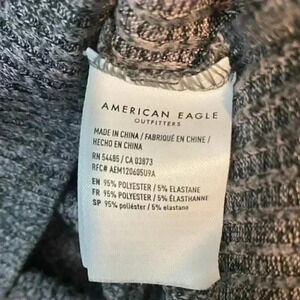 AMERICAN EAGLE
OUTFITTERS
MADE IN CHINA / FABRIQUÉ EN CHINE /
HECHO EN CHINA
RN 54485 / CA 03873
RFC# AEM120605U9A
EN 95% POLYESTER / 5% ELASTANE
FR 95% POLYESTER / 5% ÉLASTHANNE
SP 95% poliéster / 5% elastano